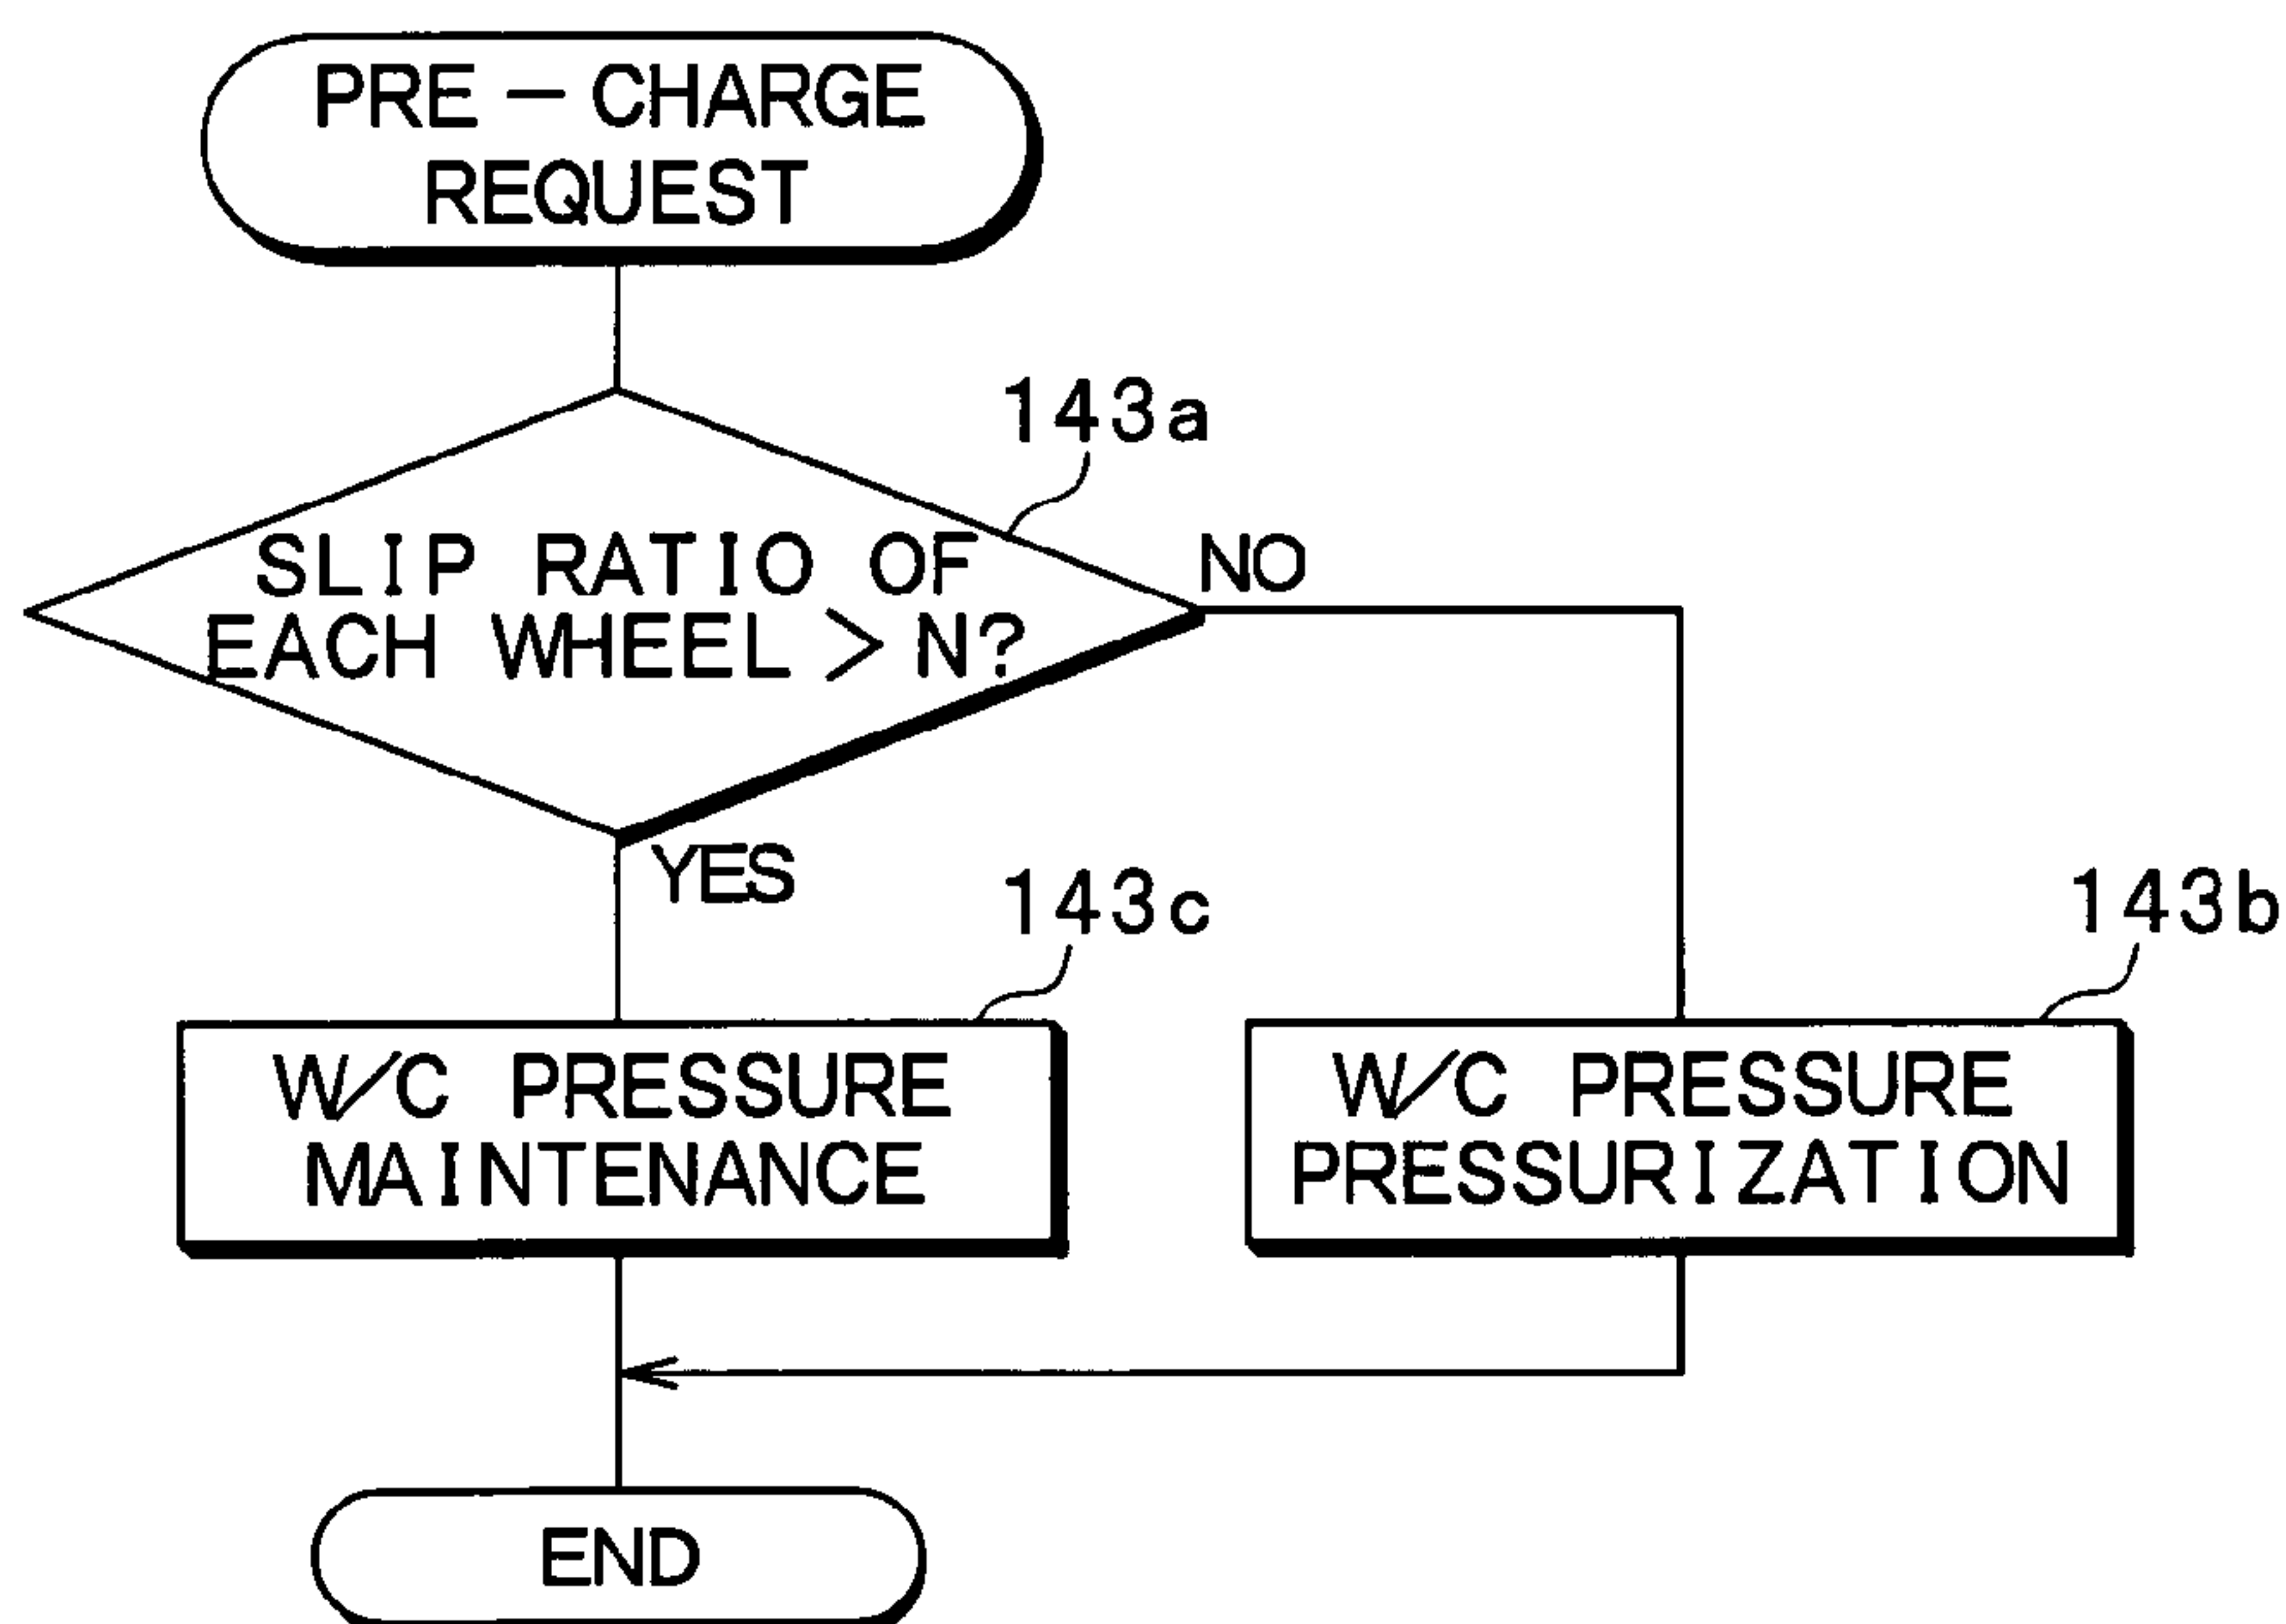 PRE-CHARGE
REQUEST
143a
SLIP RATIO OF
EACH WHEEL > N?
NO
YES
143c
143b
W/C PRESSURE
MAINTENANCE
W/C PRESSURE
PRESSURIZATION
END